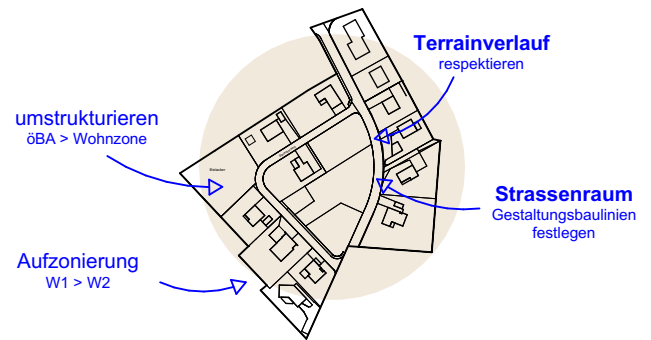 Terrainverlauf
respektieren
umstrukturieren
öBA > Wohnzone
Strassenraum
Gestaltungsbaulinien
festlegen
Aufzonierung
W1 > W2